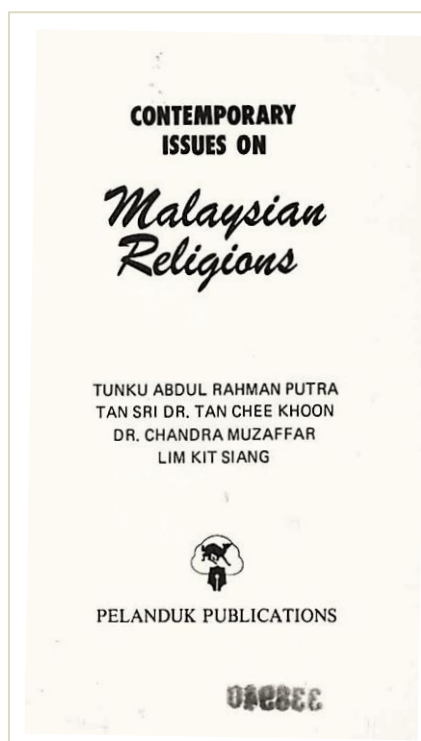 CONTEMPORARY
ISSUES ON
Malaysian
Religions
TUNKU ABDUL RAHMAN PUTRA
TAN SRI DR. TAN CHEE KHOON
DR. CHANDRA MUZAFFAR
LIM KIT SIANG
PELANDUK PUBLICATIONS